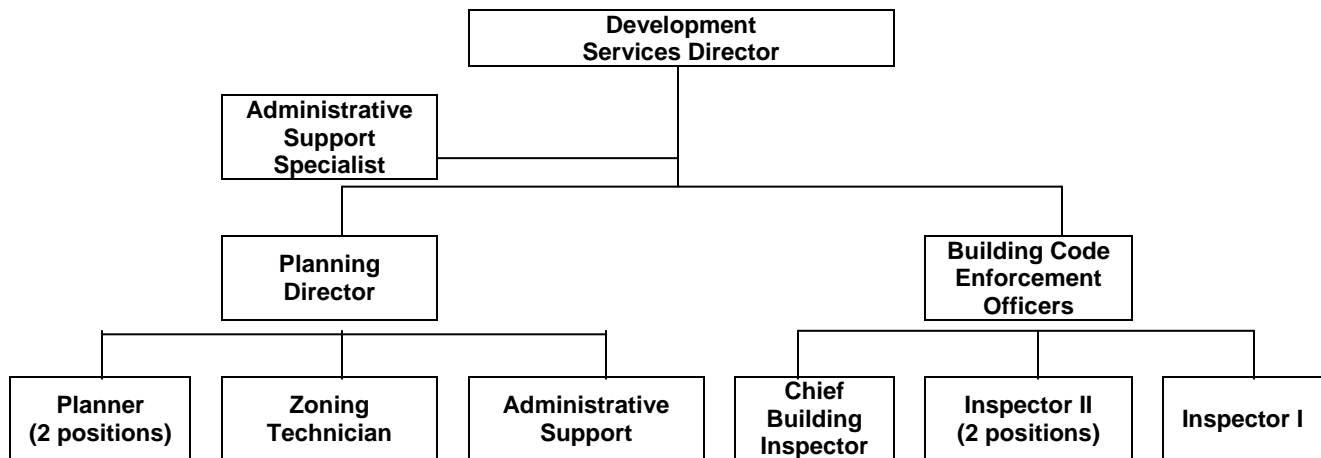 Development
Services Director
Administrative
Support
Specialist
Planning
Director
Building Code
Enforcement
Officers
Planner
(2 positions)
Zoning
Technician
Administrative
Support
Chief
Building
Inspector
Inspector II
(2 positions)
Inspector I